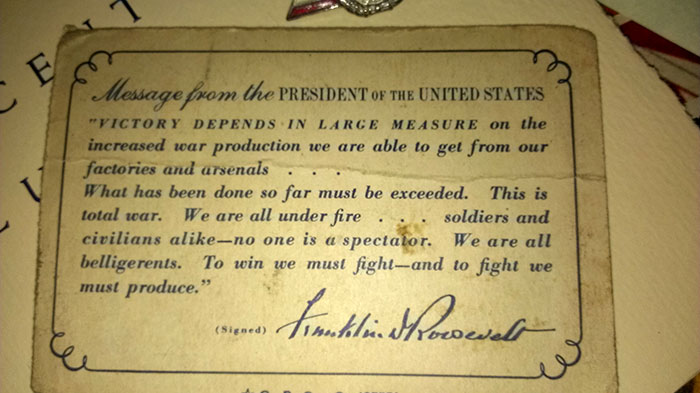 Message from the PRESIDENT OF THE UNITED STATES
"VICTORY DEPENDS IN LARGE MEASURE on the
increased war production we are able to get from our
factories and arsenals . . .
What has been done so far must be exceeded. This is
total war. We are all under fire . . . soldiers and
civilians alike—no one is a spectator. We are all
belligerents. To win we must fight—and to fight we
must produce."
(Signed) Franklin D Roosevelt
CENT